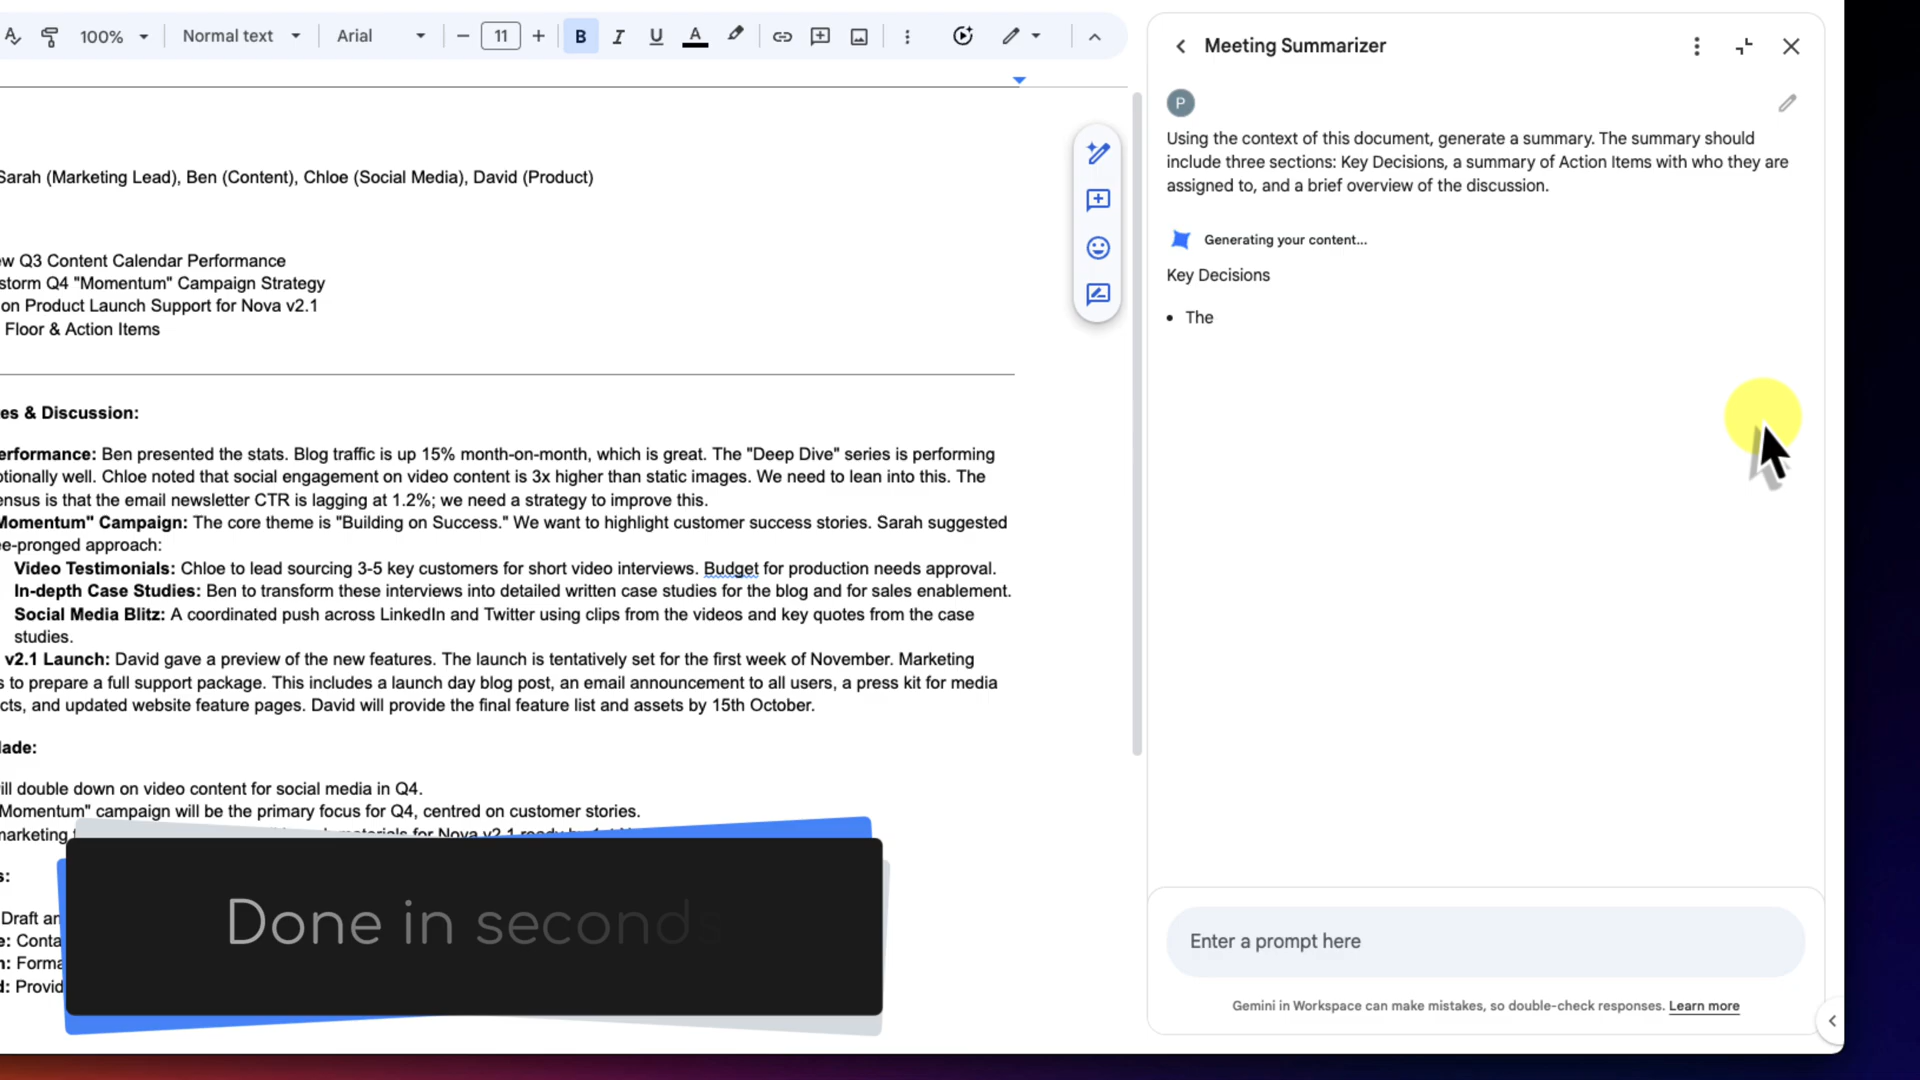 100%
Normal text
Arial
11
B
I
U
A
Sarah (Marketing Lead), Ben (Content), Chloe (Social Media), David (Product)
Q3 Content Calendar Performance
Q4 "Momentum" Campaign Strategy
on Product Launch Support for Nova v2.1
Floor & Action Items
& Discussion:
Ben presented the stats. Blog traffic is up 15% month-on-month, which is great. The "Deep Dive" series is performing
well. Chloe noted that social engagement on video content is 3x higher than static images. We need to lean into this. The
is that the email newsletter CTR is lagging at 1.2%; we need a strategy to improve this.
Momentum" Campaign: The core theme is "Building on Success." We want to highlight customer success stories. Sarah suggested
approach:
Video Testimonials: Chloe to lead sourcing 3-5 key customers for short video interviews. Budget for production needs approval.
In-depth Case Studies: Ben to transform these interviews into detailed written case studies for the blog and for sales enablement.
Social Media Blitz: A coordinated push across LinkedIn and Twitter using clips from the videos and key quotes from the case
studies.
v2.1 Launch: David gave a preview of the new features. The launch is tentatively set for the first week of November. Marketing
to prepare a full support package. This includes a launch day blog post, an email announcement to all users, a press kit for media
and updated website feature pages. David will provide the final feature list and assets by 15th October.
double down on video content for social media in Q4.
Momentum" campaign will be the primary focus for Q4, centred on customer stories.
marketing
for Nova v2.1 ready
Draft
Done in seconds
Meeting Summarizer
P
Using the context of this document, generate a summary. The summary should
include three sections: Key Decisions, a summary of Action Items with who they are
assigned to, and a brief overview of the discussion.
Generating your content...
Key Decisions
• The
Enter a prompt here
Gemini in Workspace can make mistakes, so double-check responses. Learn more